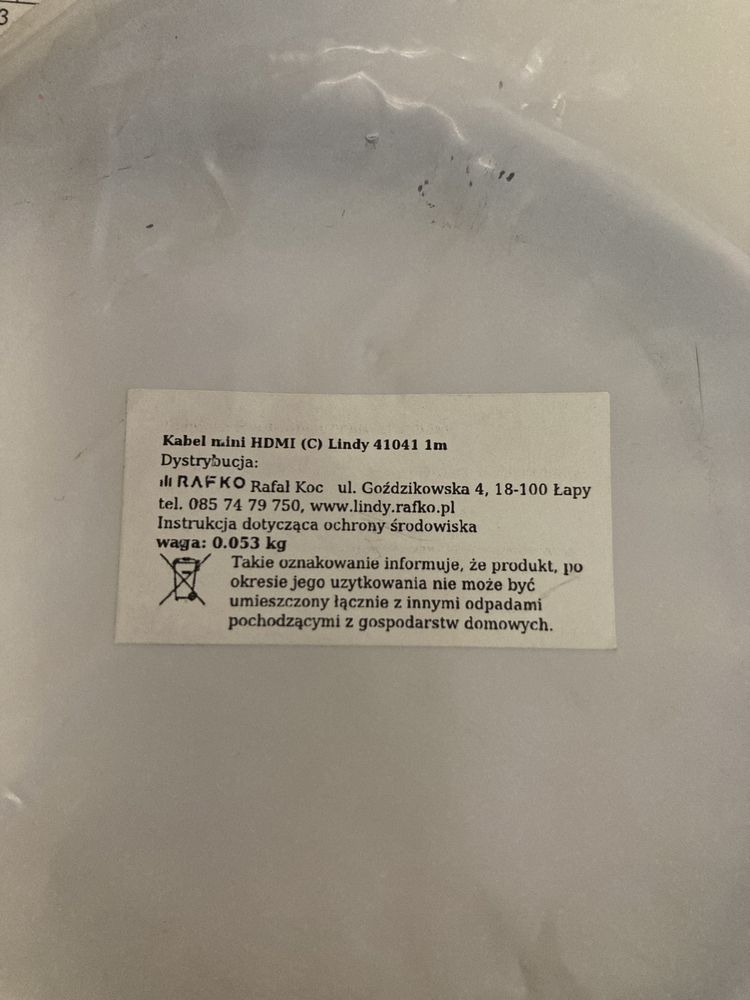 3
Kabel mini HDMI (C) Lindy 41041 1m
Dystrybucja:
RAFKO Rafał Koc ul. Goździkowska 4, 18-100 Łapy
tel. 085 74 79 750, www.lindy.rafko.pl
Instrukcja dotycząca ochrony środowiska
waga: 0.053 kg
Takie oznakowanie informuje, że produkt, po
okresie jego uzytkowania nie może być
umieszczony łącznie z innymi odpadami
pochodzącymi z gospodarstw domowych.